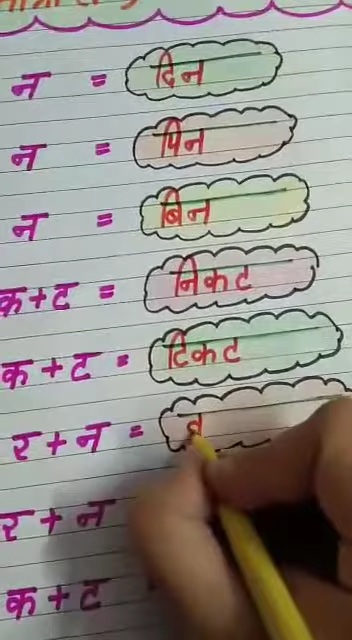 न = दिन
न = पिन
न = बिन
क + ट = निकट
क + ट = टिकट
र + न =
र + न
क + ट